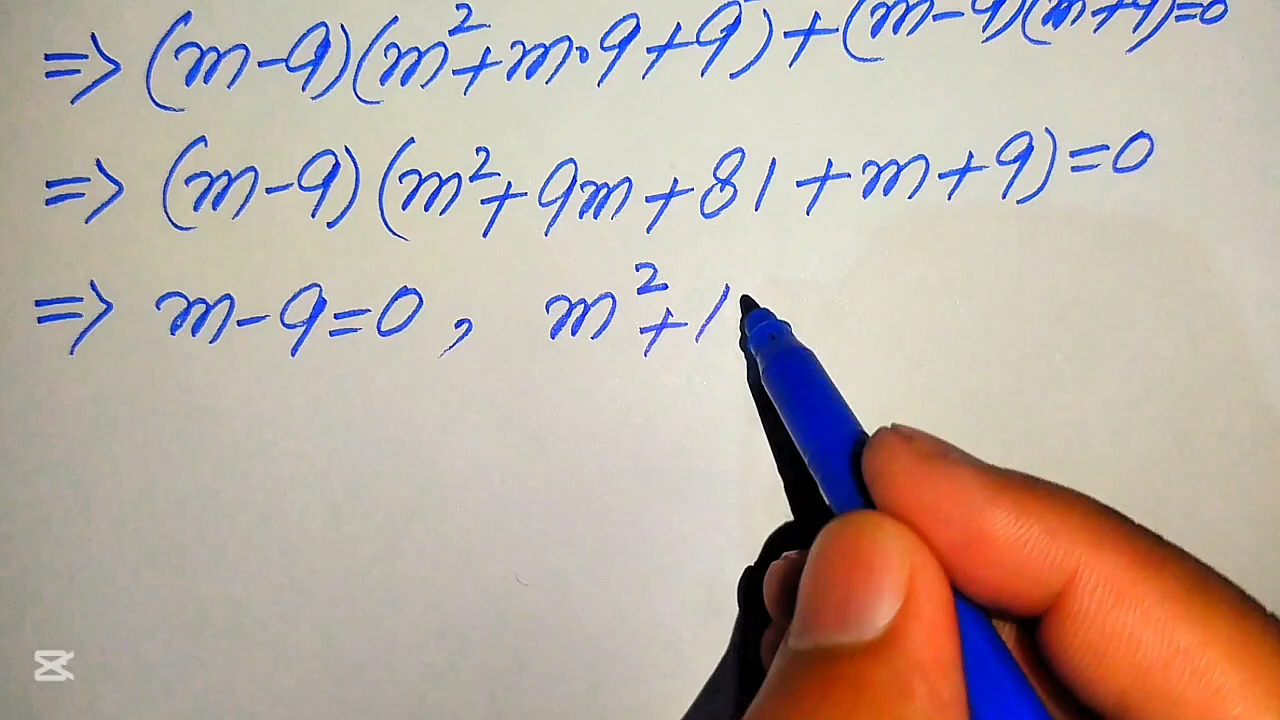 => (m-9)(m²+m·9+9²)+(m-9)(m+9)=0
=> (m-9)(m²+9m+81+m+9)=0
=> m-9=0, m²+1